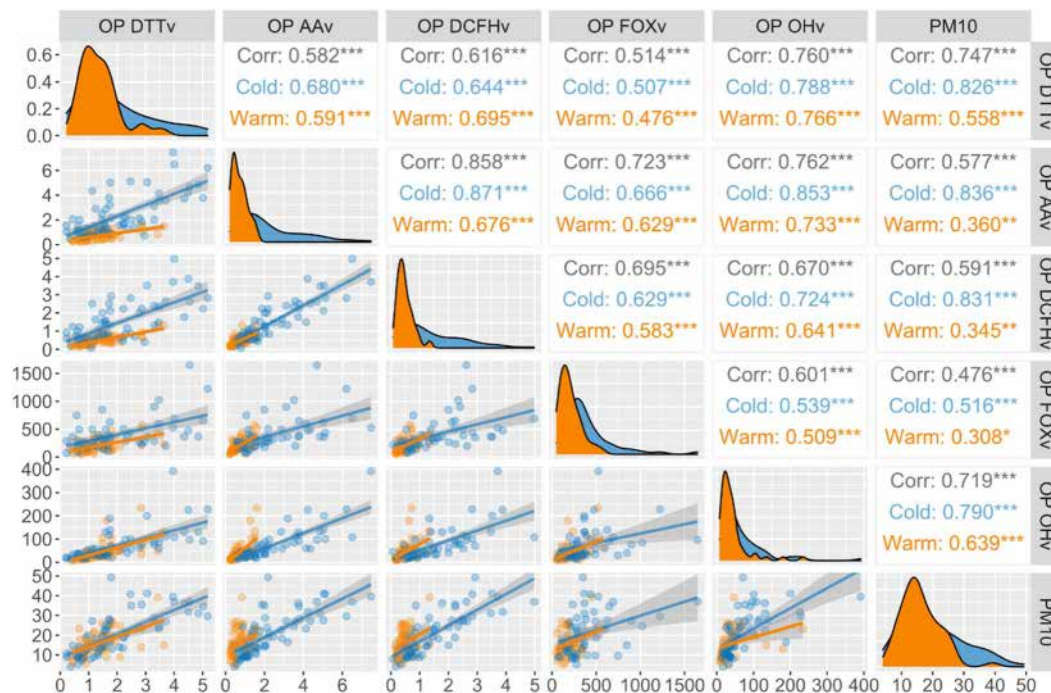 OP DTTv OP AAv OP DCFHv OP FOXv OP OHv PM10
0.6
0.4
0.2
0.0
Corr: 0.582*** Corr: 0.616*** Corr: 0.514*** Corr: 0.760*** Corr: 0.747***
Cold: 0.680*** Cold: 0.644*** Cold: 0.507*** Cold: 0.788*** Cold: 0.826***
Warm: 0.591*** Warm: 0.695*** Warm: 0.476*** Warm: 0.766*** Warm: 0.558***
OP DTTv
6
4
2
0
Corr: 0.858*** Corr: 0.723*** Corr: 0.762*** Corr: 0.577***
Cold: 0.871*** Cold: 0.666*** Cold: 0.853*** Cold: 0.836***
Warm: 0.676*** Warm: 0.629*** Warm: 0.733*** Warm: 0.360**
OP AAv
5
4
3
2
1
0
Corr: 0.695*** Corr: 0.670*** Corr: 0.591***
Cold: 0.629*** Cold: 0.724*** Cold: 0.831***
Warm: 0.583*** Warm: 0.641*** Warm: 0.345**
OP DCFHv
1500
1000
500
0
Corr: 0.601*** Corr: 0.476***
Cold: 0.539*** Cold: 0.516***
Warm: 0.509*** Warm: 0.308*
OP FOXv
400
300
200
100
0
Corr: 0.719***
Cold: 0.790***
Warm: 0.639***
OP OHv
50
40
30
20
10
PM10
0 1 2 3 4 5 0 2 4 6 0 1 2 3 4 5 0 500 1000 1500 0 100 200 300 400 10 20 30 40 50